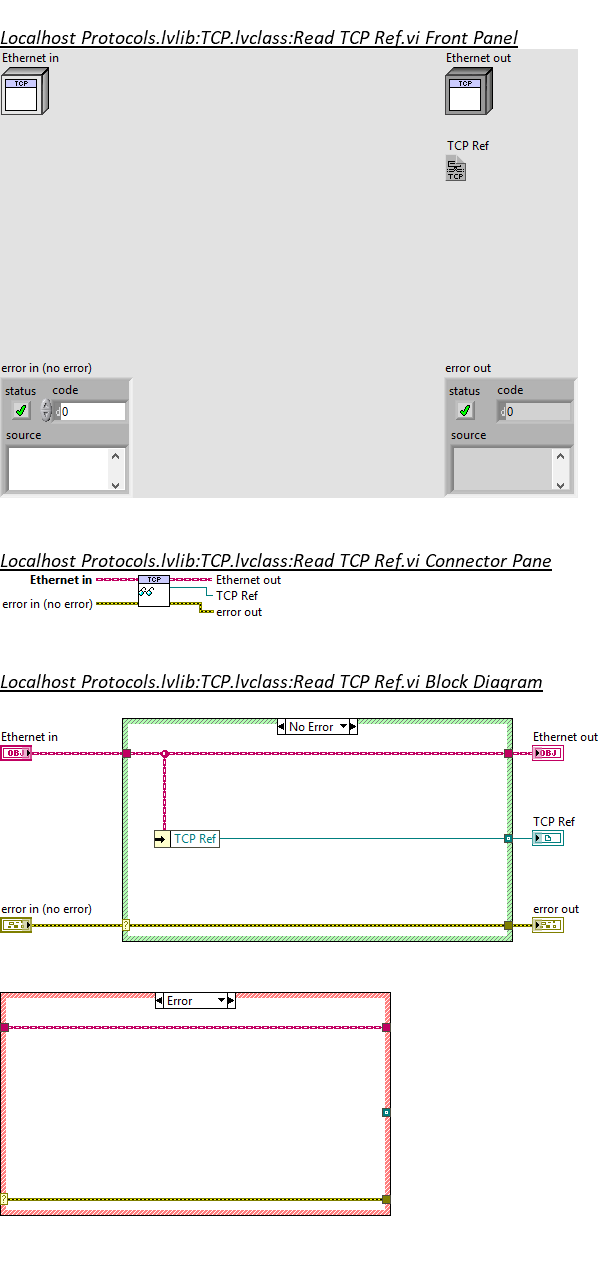 Localhost Protocols.lvlib:TCP.lvclass:Read TCP Ref.vi Front Panel
Ethernet in
Ethernet out
TCP
TCP
TCP Ref
TCP
error in (no error)
error out
status
code
status
code
d
0
d
0
source
source
Localhost Protocols.lvlib:TCP.lvclass:Read TCP Ref.vi Connector Pane
Ethernet in
TCP
Ethernet out
TCP Ref
error in (no error)
error out
Localhost Protocols.lvlib:TCP.lvclass:Read TCP Ref.vi Block Diagram
No Error
Ethernet in
Ethernet out
OBJ
OBJ
TCP Ref
TCP Ref
error in (no error)
error out
?
Error
?